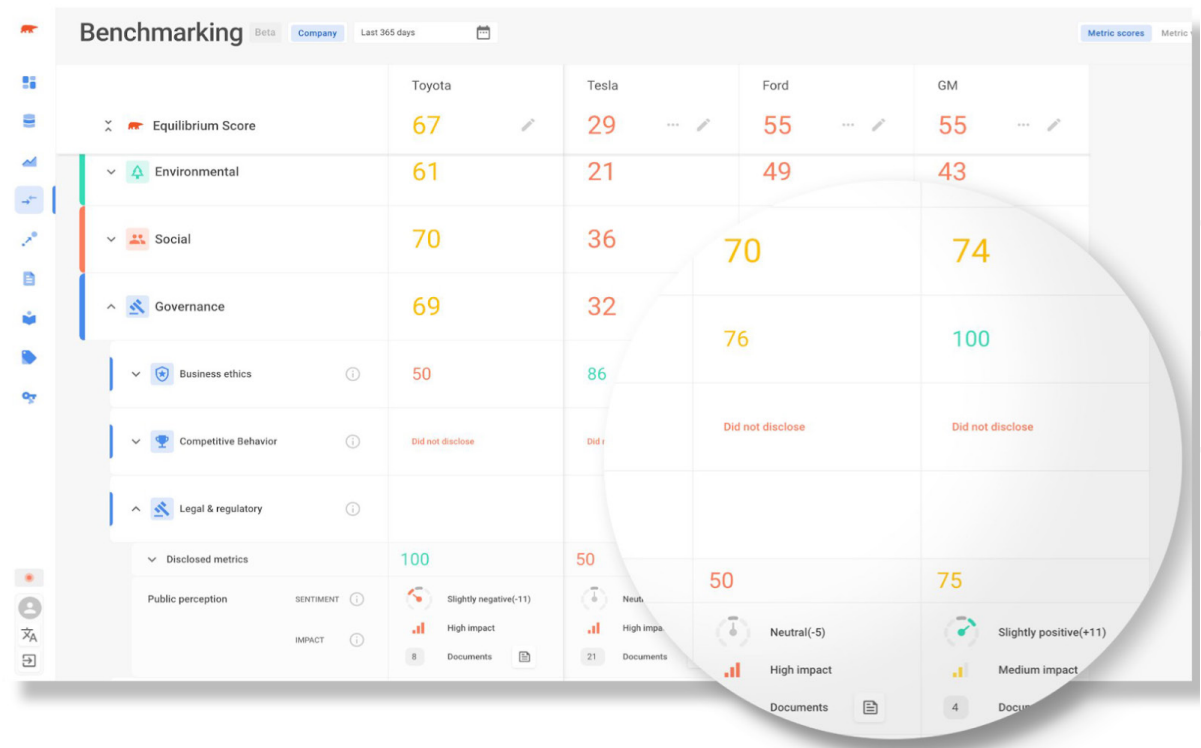 Benchmarking Beta Company Last 365 days Metric scores Metric
Toyota Tesla Ford GM
Equilibrium Score 67 29 55 55
Environmental 61 21 49 43
Social 70 36
Governance 69 32 70 74
Business ethics 50 86 76 100
Competitive Behavior Did not disclose Did Did not disclose Did not disclose
Legal & regulatory
Disclosed metrics 100 50 50 75
Public perception SENTIMENT Slightly negative(-11) Neutral(-5) Slightly positive(+11)
IMPACT High impact High High impact Medium impact
8 Documents 21 Documents Documents 4